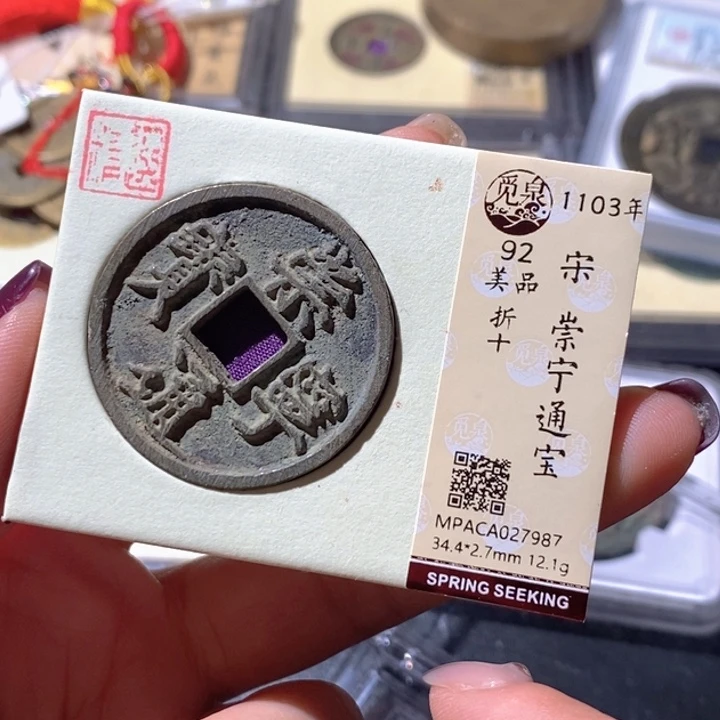 崇
寧
通
寳
觅泉
1103年
92
美品
折十
宋
崇宁通宝
MPACA027987
34.4*2.7mm 12.1g
SPRING SEEKING